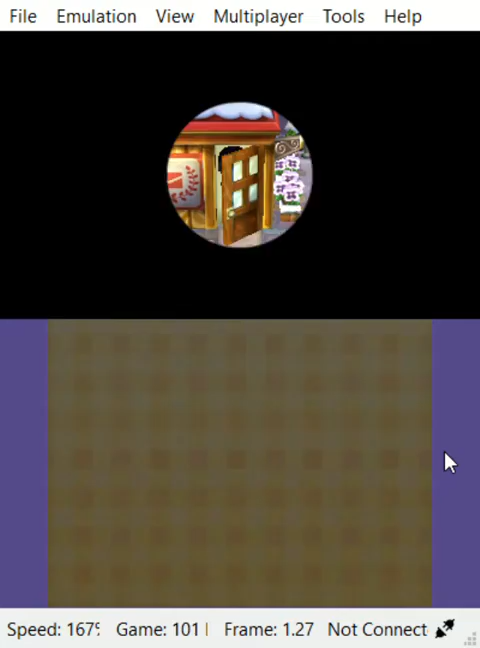 File Emulation View Multiplayer Tools Help
Speed: 167% Game: 101 Frame: 1.27 Not Connect